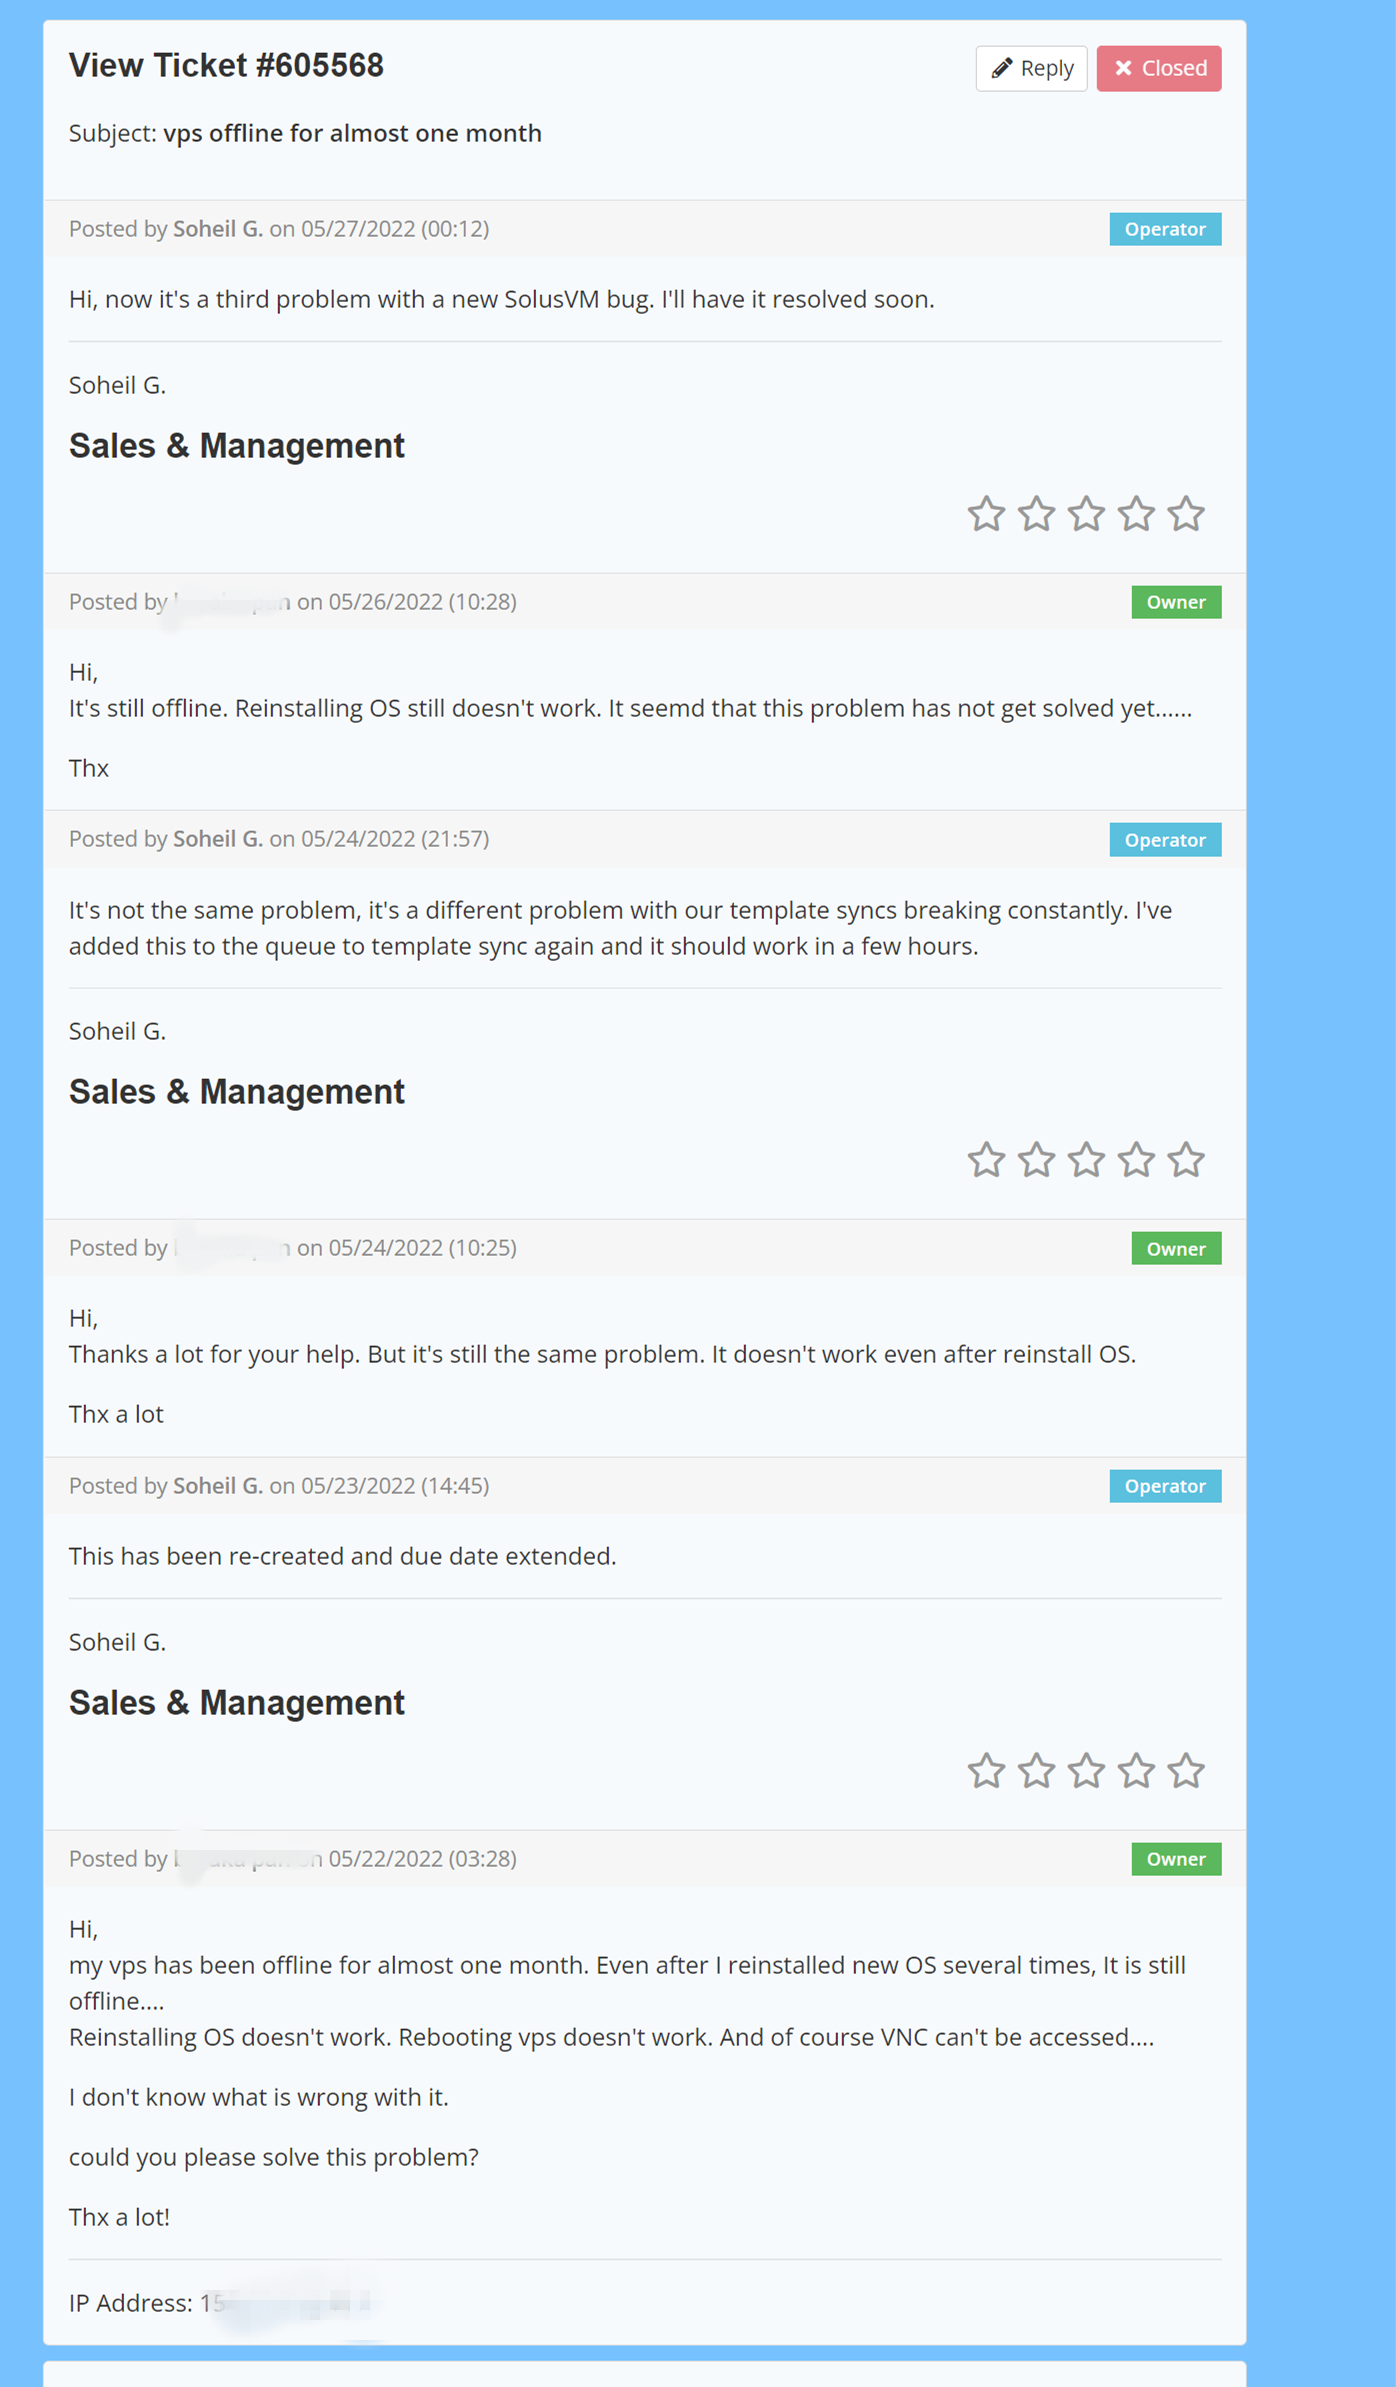 View Ticket #605568
Reply
Closed
Subject: vps offline for almost one month
Posted by Soheil G. on 05/27/2022 (00:12)
Operator
Hi, now it's a third problem with a new SolusVM bug. I'll have it resolved soon.
Soheil G.
Sales & Management
Posted by on 05/26/2022 (10:28)
Owner
Hi,
It's still offline. Reinstalling OS still doesn't work. It seemd that this problem has not get solved yet......
Thx
Posted by Soheil G. on 05/24/2022 (21:57)
Operator
It's not the same problem, it's a different problem with our template syncs breaking constantly. I've
added this to the queue to template sync again and it should work in a few hours.
Soheil G.
Sales & Management
Posted by on 05/24/2022 (10:25)
Owner
Hi,
Thanks a lot for your help. But it's still the same problem. It doesn't work even after reinstall OS.
Thx a lot
Posted by Soheil G. on 05/23/2022 (14:45)
Operator
This has been re-created and due date extended.
Soheil G.
Sales & Management
Posted by 05/22/2022 (03:28)
Owner
Hi,
my vps has been offline for almost one month. Even after I reinstalled new OS several times, It is still
offline....
Reinstalling OS doesn't work. Rebooting vps doesn't work. And of course VNC can't be accessed....
I don't know what is wrong with it.
could you please solve this problem?
Thx a lot!
IP Address: